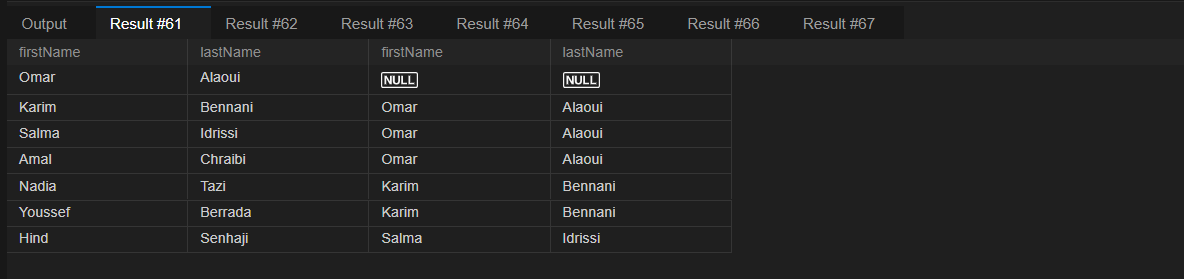 Output Result #61 Result #62 Result #63 Result #64 Result #65 Result #66 Result #67
firstName lastName firstName lastName
Omar Alaoui NULL NULL
Karim Bennani Omar Alaoui
Salma Idrissi Omar Alaoui
Amal Chraibi Omar Alaoui
Nadia Tazi Karim Bennani
Youssef Berrada Karim Bennani
Hind Senhaji Salma Idrissi